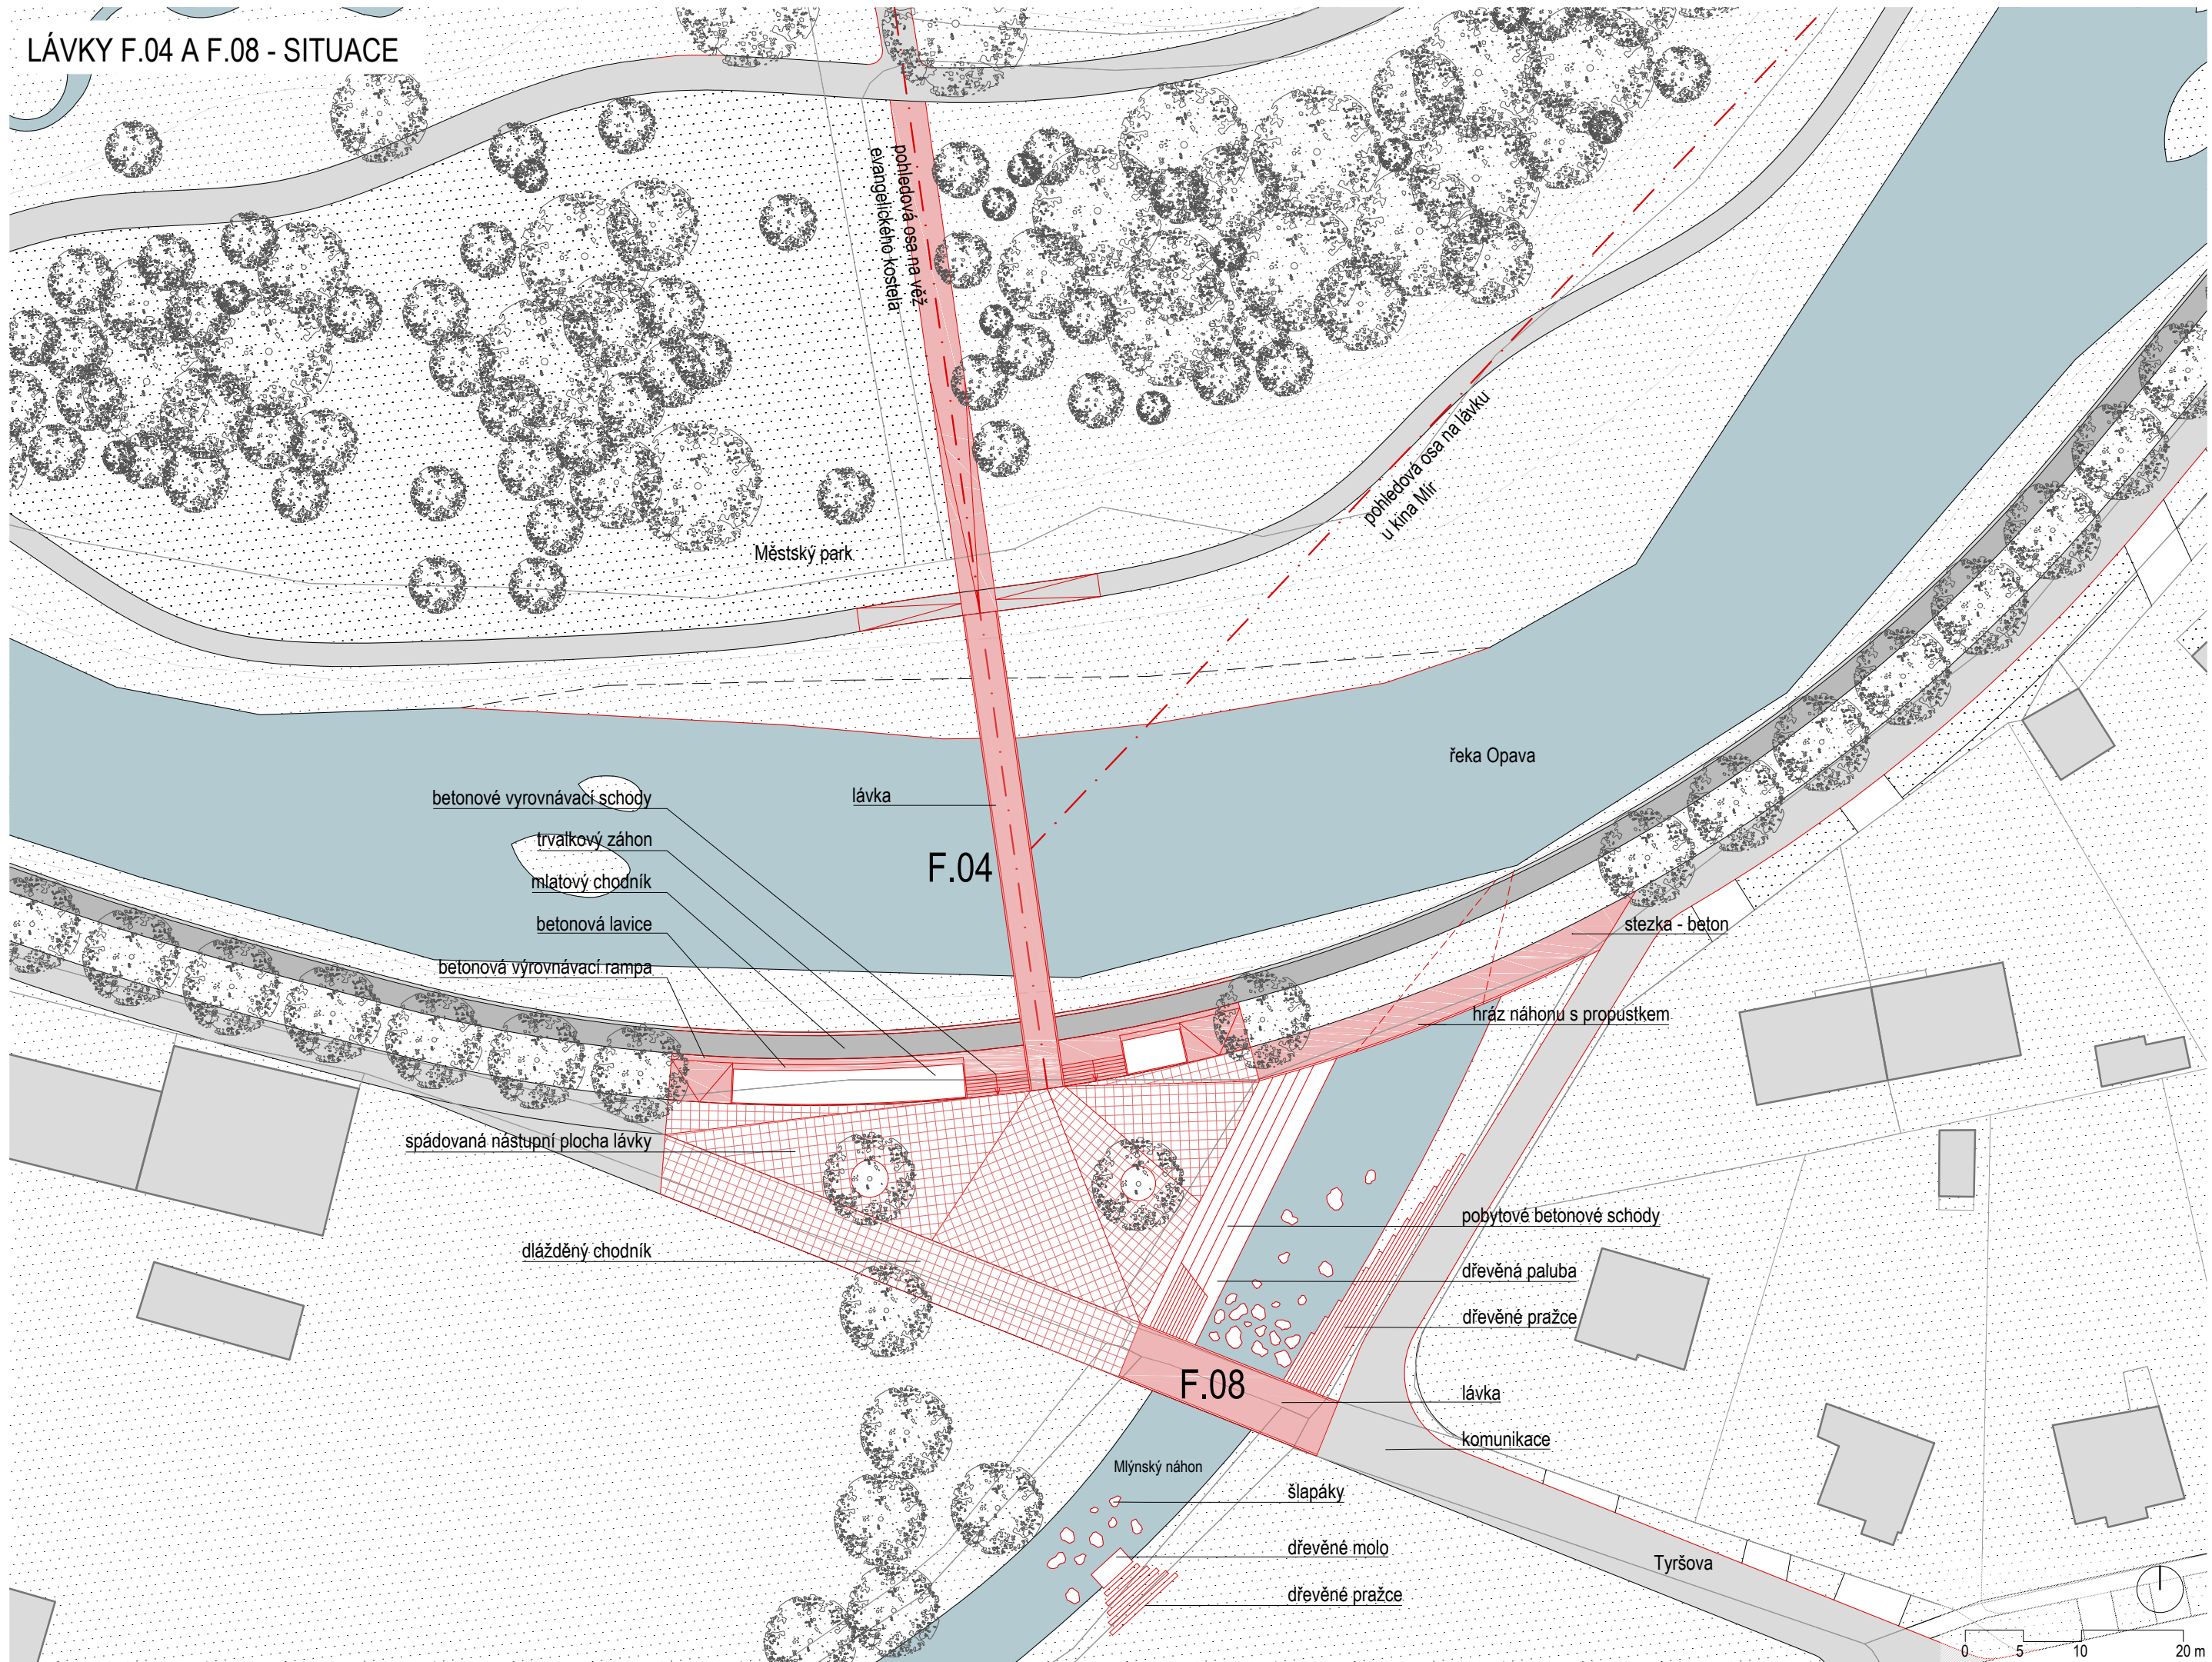 LÁVKY F.04 A F.08 - SITUACE
pohledová osa na věž
evangelického kostela
pohledová osa na lávku
u kina Mír
Městský park
řeka Opava
betonové vyrovnávací schody
lávka
trvalkový záhon
F.04
mlatový chodník
betonová lavice
stezka - beton
betonová výrovnávací rampa
hráz náhonu s propustkem
spádovaná nástupní plocha lávky
pobytové betonové schody
dlážděný chodník
dřevěná paluba
dřevěné pražce
F.08
lávka
komunikace
Mlýnský náhon
šlapáky
dřevěné molo
Tyršova
dřevěné pražce
0 5 10 20 m